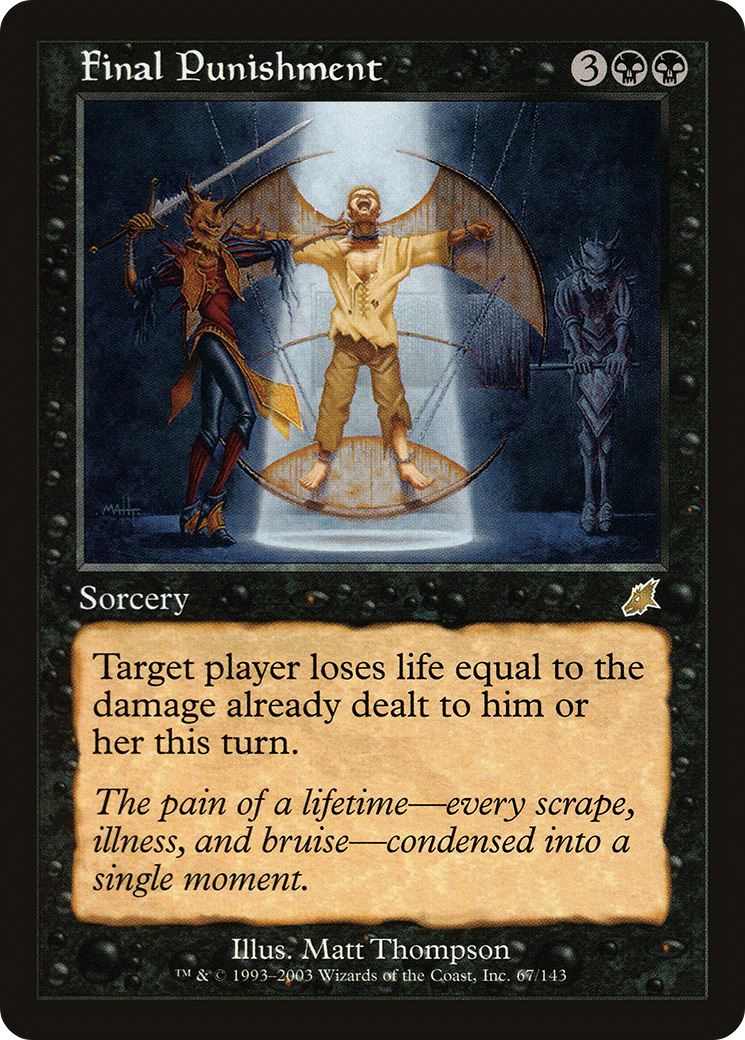 Final Punishment 3
MATT
Sorcery
Target player loses life equal to the
damage already dealt to him or
her this turn.
The pain of a lifetime—every scrape,
illness, and bruise—condensed into a
single moment.
Illus. Matt Thompson
™ & © 1993–2003 Wizards of the Coast, Inc. 67/143